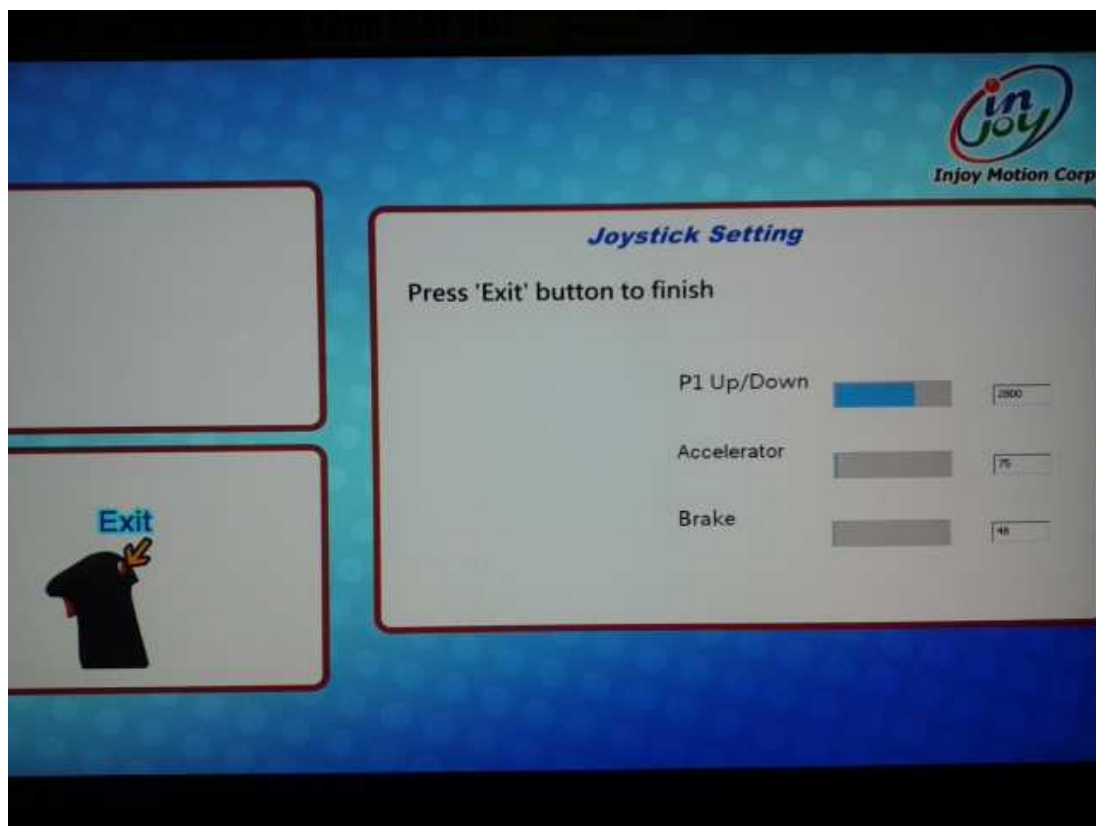 in
joy
Injoy Motion Corp
Joystick Setting
Press 'Exit' button to finish
P1 Up/Down
2800
Accelerator
75
Exit
Brake
48